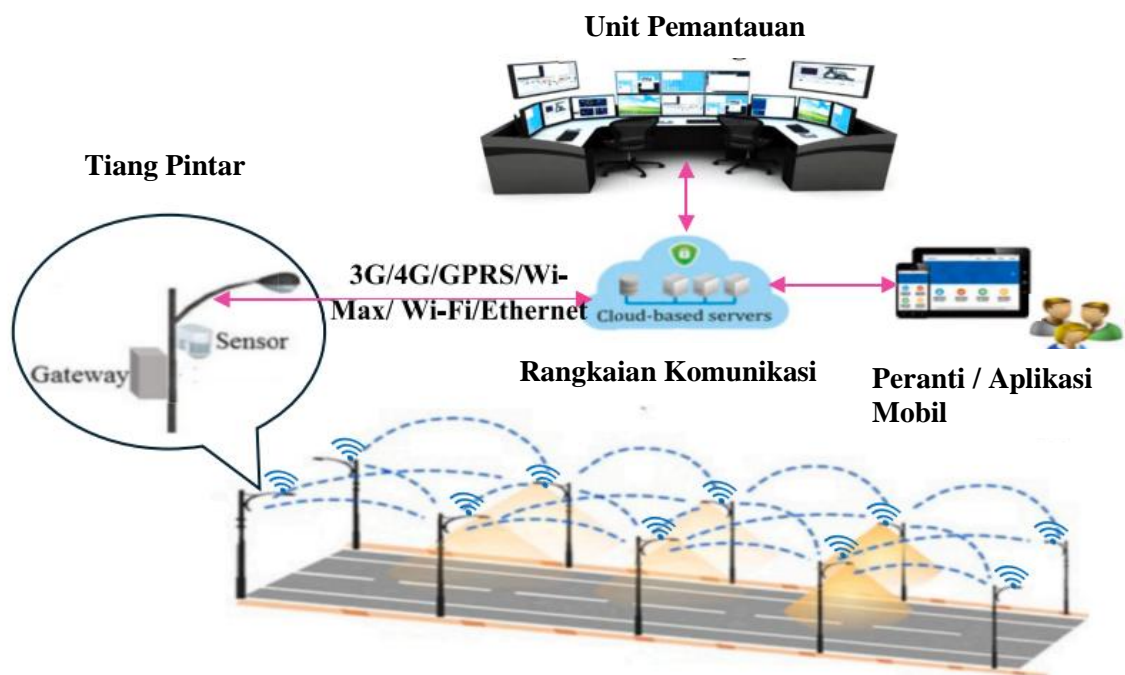 Unit Pemantauan
Tiang Pintar
3G/4G/GPRS/Wi-
Max/ Wi-Fi/Ethernet
Cloud-based servers
Sensor
Gateway
Rangkaian Komunikasi
Peranti / Aplikasi
Mobil